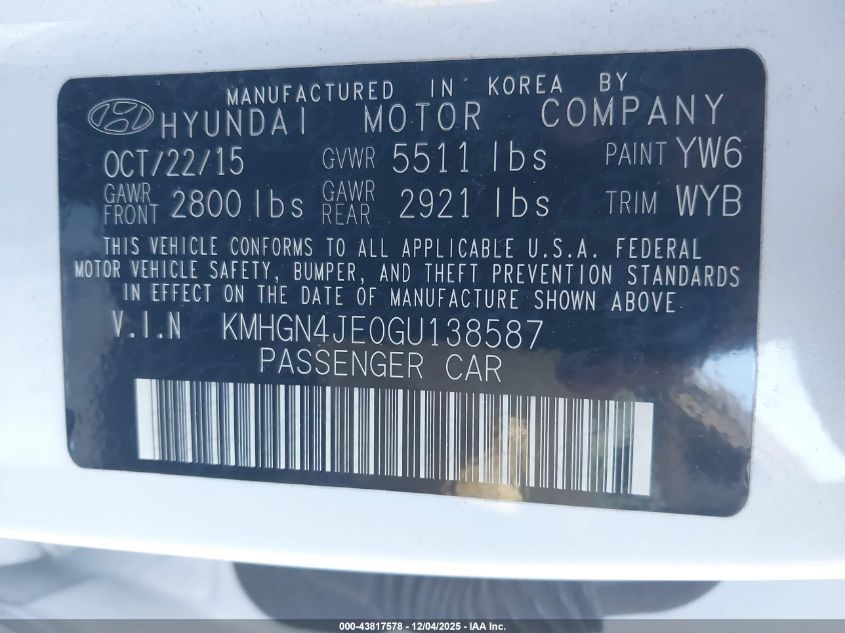 MANUFACTURED IN KOREA BY
HYUNDAI MOTOR COMPANY
OCT/22/15 GVWR 5511 lbs PAINT YW6
GAWR FRONT 2800 lbs GAWR REAR 2921 lbs TRIM WYB
THIS VEHICLE CONFORMS TO ALL APPLICABLE U.S.A. FEDERAL
MOTOR VEHICLE SAFETY, BUMPER, AND THEFT PREVENTION STANDARDS
IN EFFECT ON THE DATE OF MANUFACTURE SHOWN ABOVE
V.I.N KMHGN4JE0GU138587
PASSENGER CAR
000-43817578 - 12/04/2025 - IAA Inc.